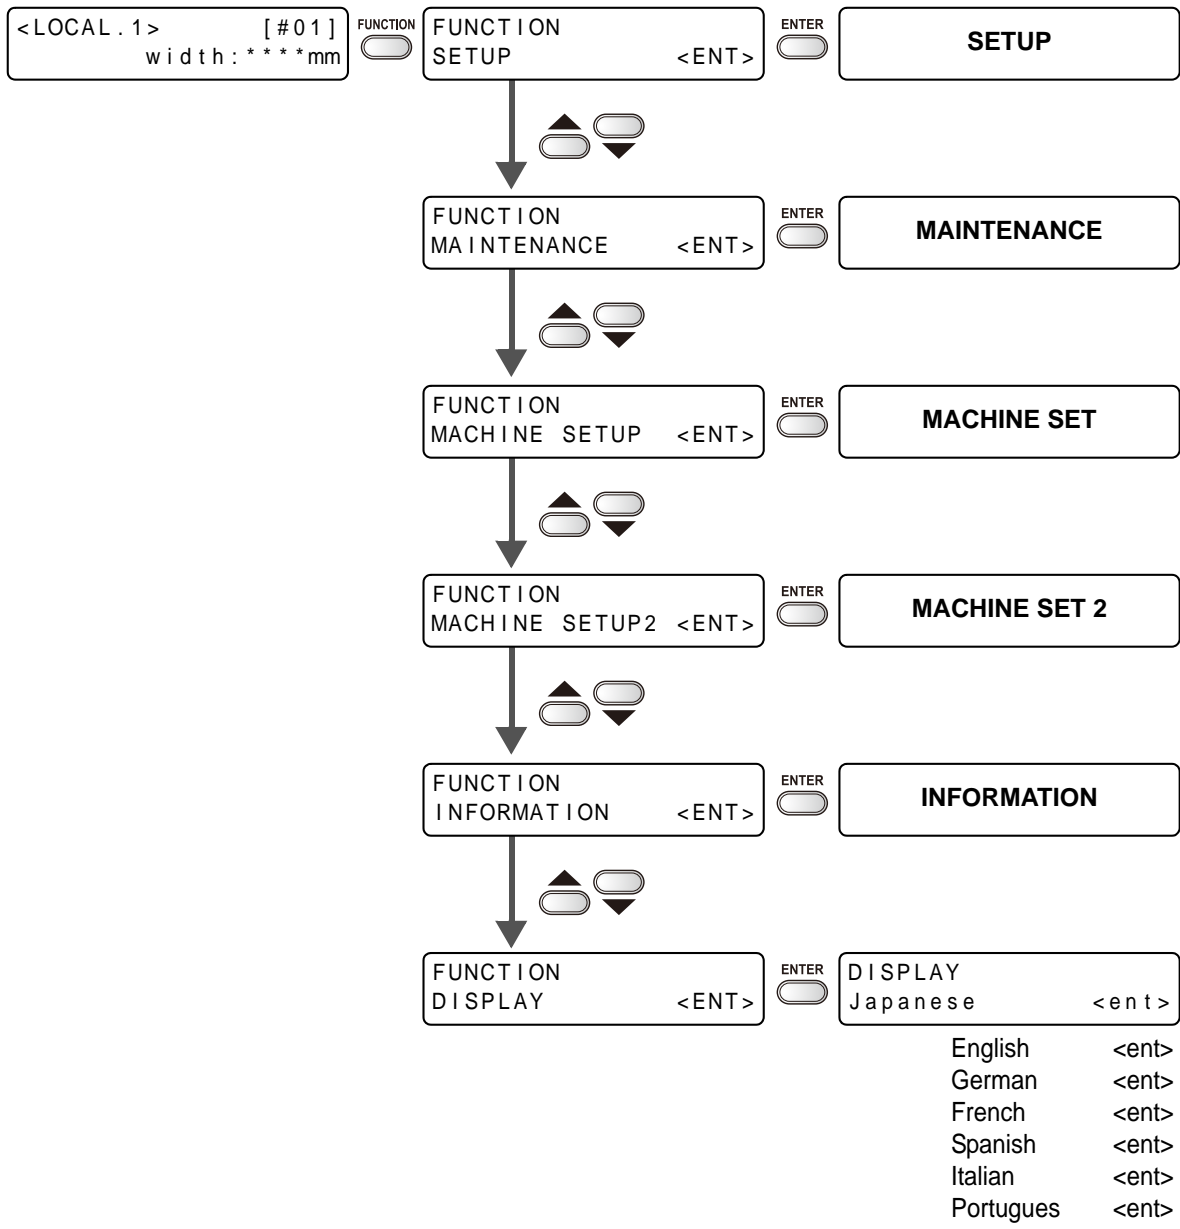 <LOCAL.1> [#01]
width:****mm
FUNCTION
FUNCTION
SETUP <ENT>
ENTER
SETUP
FUNCTION
MAINTENANCE <ENT>
ENTER
MAINTENANCE
FUNCTION
MACHINE SETUP <ENT>
ENTER
MACHINE SET
FUNCTION
MACHINE SETUP2 <ENT>
ENTER
MACHINE SET 2
FUNCTION
INFORMATION <ENT>
ENTER
INFORMATION
FUNCTION
DISPLAY <ENT>
ENTER
DISPLAY
Japanese <ent>
English <ent>
German <ent>
French <ent>
Spanish <ent>
Italian <ent>
Portugues <ent>